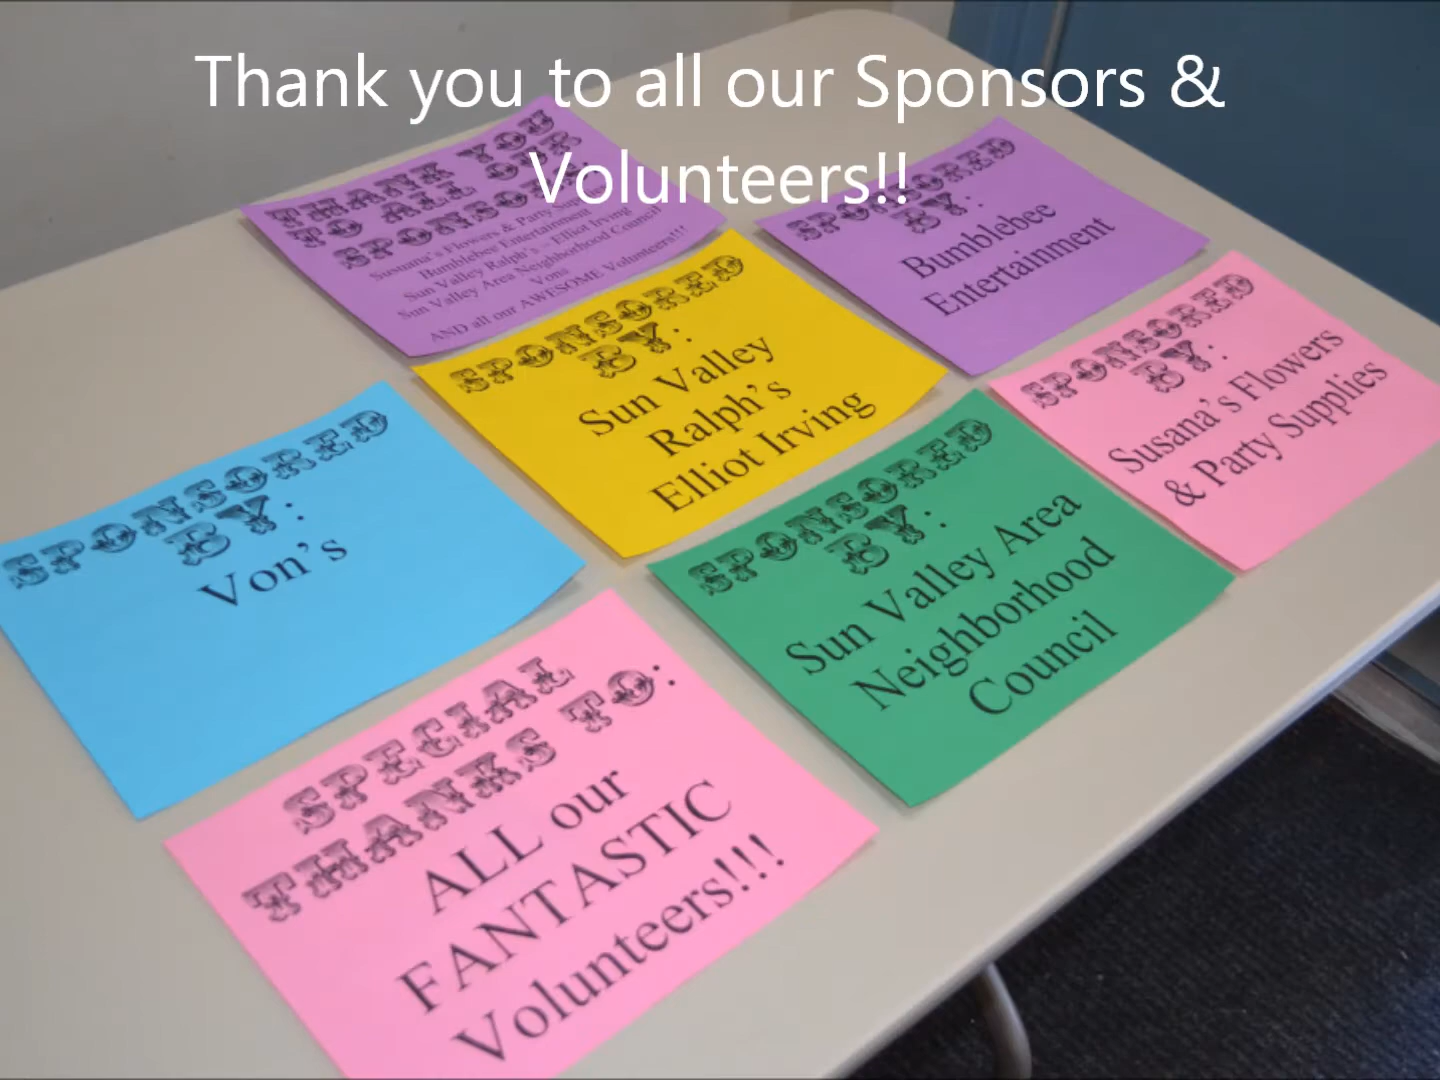 Thank you to all our Sponsors &
Volunteers!!
THANK YOU
TO ALL OUR
SPONSORS:
Susuana's Flowers & Party Supplies
Bumblebee Entertainment
Sun Valley Ralph's – Elliot Irving
Sun Valley Area Neighborhood Council
Vons
AND all our AWESOME Volunteers!!!
SPONSORED
BY:
Bumblebee
Entertainment
SPONSORED
BY:
Sun Valley
Ralph's
Elliot Irving
SPONSORED
BY:
Susana's Flowers
& Party Supplies
SPONSORED
BY:
Von's
SPONSORED
BY:
Sun Valley Area
Neighborhood
Council
SPECIAL
THANKS TO:
ALL our
FANTASTIC
Volunteers!!!